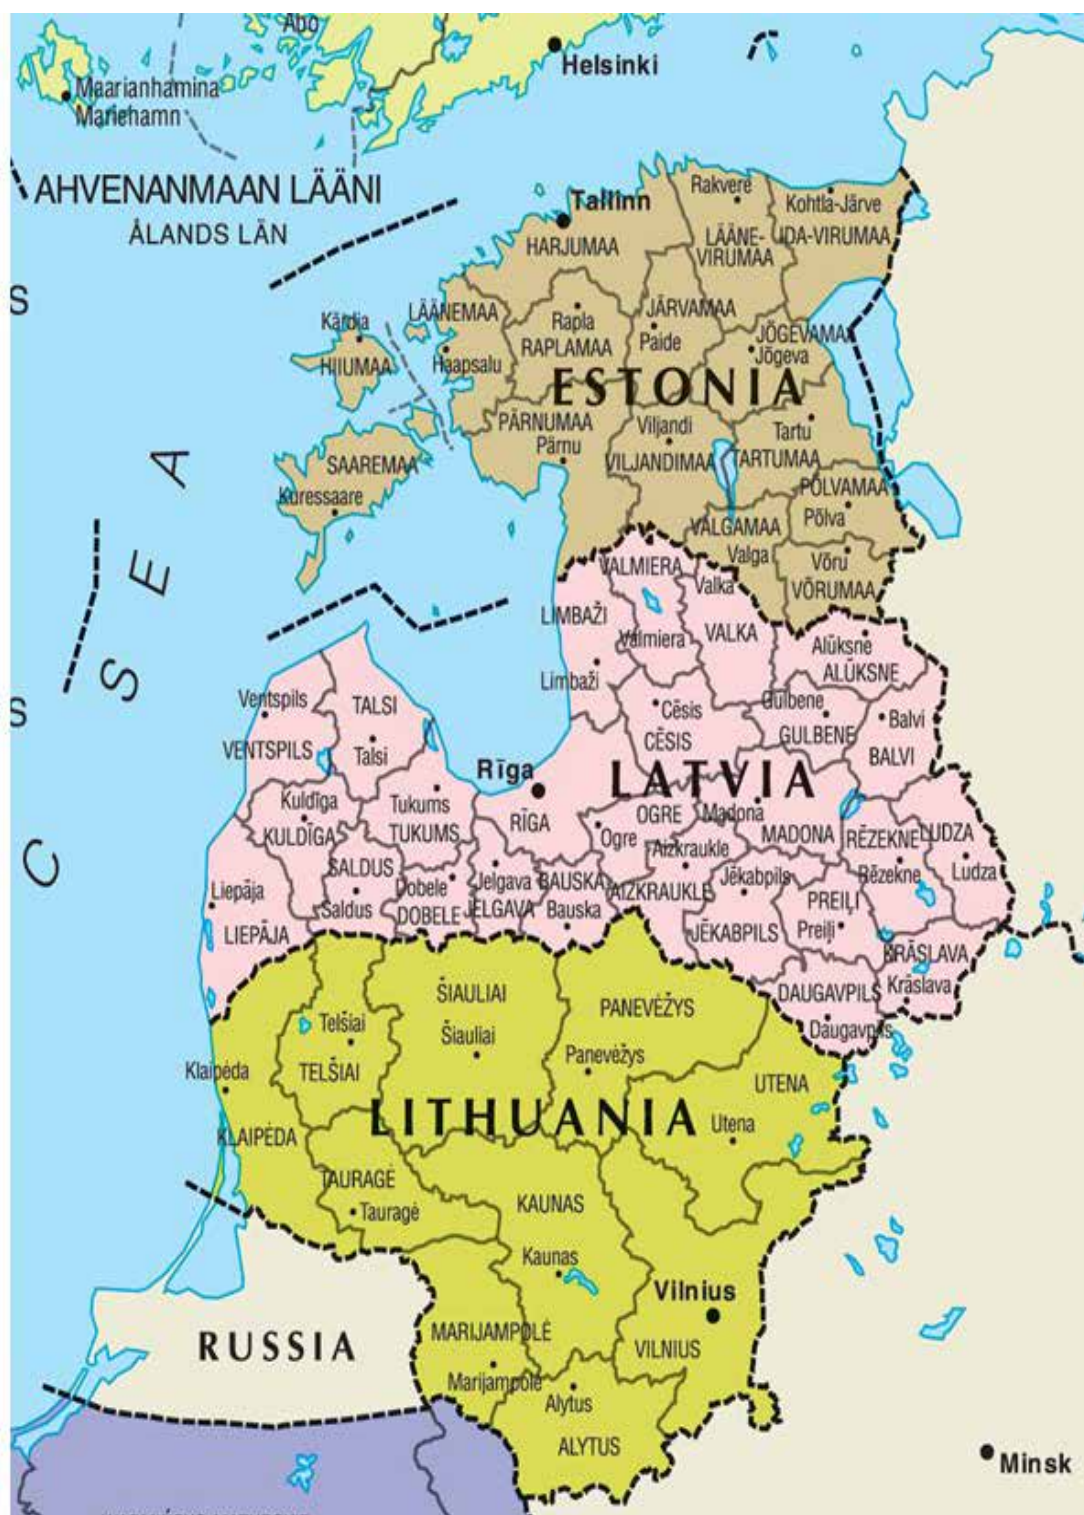 Åbo
Helsinki
Maarianhamina
Mariehamn
AHVENANMAAN LÄÄNI
ÅLANDS LÄN
S
Tallinn
Rakvere
Kohtla-Järve
HARJUMAA
LÄÄNE-
VIRUMAA
IDA-VIRUMAA
LÄÄNEMAA
Kärdla
HIIUMAA
Haapsalu
Rapla
RAPLAMAA
JÄRVAMAA
Paide
JÕGEVAMAA
Jõgeva
ESTONIA
PÄRNUMAA
Pärnu
Viljandi
VILJANDIMAA
Tartu
TARTUMAA
SAAREMAA
Kuressaare
PÕLVAMAA
Põlva
VALGAMAA
Valga
Võru
VÕRUMAA
C SEA
S
VALMIERA
Valka
LIMBAŽI
Valmiera
VALKA
Limbaži
Alūksne
ALŪKSNE
Ventspils
TALSI
VENTSPILS
Talsi
Cēsis
CĒSIS
Gulbene
GULBENE
Balvi
BALVI
Rīga
LATVIA
Kuldīga
KULDĪGA
Tukums
TUKUMS
RĪGA
OGRE
Ogre
Madona
MADONA
Aizkraukle
AIZKRAUKLE
RĒZEKNE
Rēzekne
LUDZA
Ludza
SALDUS
Saldus
Dobele
DOBELE
Jelgava
JELGAVA
BAUSKA
Bauska
Jēkabpils
JĒKABPILS
PREIĻI
Preiļi
Liepāja
LIEPĀJA
KRĀSLAVA
Krāslava
DAUGAVPILS
Daugavpils
ŠIAULIAI
Šiauliai
PANEVĖŽYS
Panevėžys
Telšiai
TELŠIAI
Klaipėda
KLAIPĖDA
UTENA
Utena
LITHUANIA
TAURAGĖ
Tauragė
KAUNAS
Kaunas
Vilnius
VILNIUS
RUSSIA
MARIJAMPOLĖ
Marijampolė
Alytus
ALYTUS
Minsk